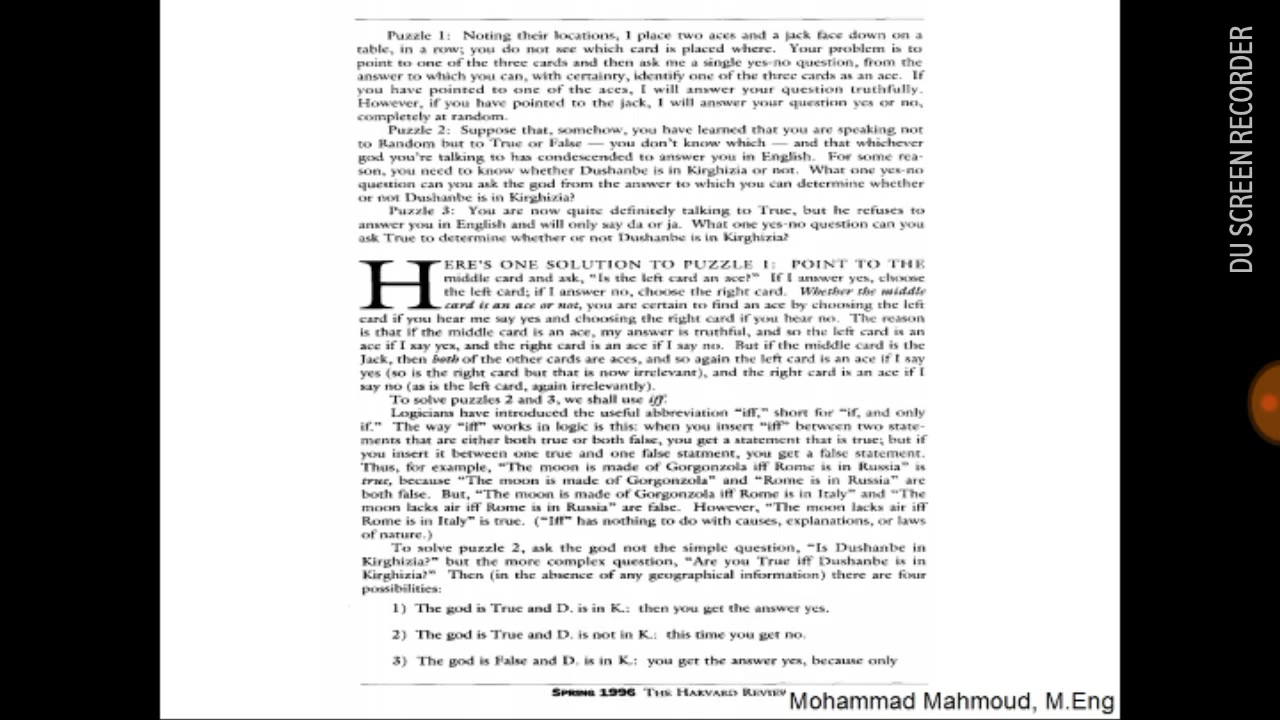 Puzzle 1: Noting their locations, I place two aces and a jack face down on a
table, in a row; you do not see which card is placed where. Your problem is to
point to one of the three cards and then ask me a single yes-no question, from the
answer to which you can, with certainty, identify one of the three cards as an ace. If
you have pointed to one of the aces, I will answer your question truthfully.
However, if you have pointed to the jack, I will answer your question yes or no,
completely at random.
Puzzle 2: Suppose that, somehow, you have learned that you are speaking not
to Random but to True or False — you don't know which — and that whichever
god you're talking to has condescended to answer you in English. For some rea-
son, you need to know whether Dushanbe is in Kirghizia or not. What one yes-no
question can you ask the god from the answer to which you can determine whether
or not Dushanbe is in Kirghizia?
Puzzle 3: You are now quite definitely talking to True, but he refuses to
answer you in English and will only say da or ja. What one yes-no question can you
ask True to determine whether or not Dushanbe is in Kirghizia?
HERE'S ONE SOLUTION TO PUZZLE 1: POINT TO THE
middle card and ask, "Is the left card an ace?" If I answer yes, choose
the left card; if I answer no, choose the right card. Whether the middle
card is an ace or not, you are certain to find an ace by choosing the left
card if you hear me say yes and choosing the right card if you hear no. The reason
is that if the middle card is an ace, my answer is truthful, and so the left card is an
ace if I say yes, and the right card is an ace if I say no. But if the middle card is the
Jack, then both of the other cards are aces, and so again the left card is an ace if I say
yes (so is the right card but that is now irrelevant), and the right card is an ace if I
say no (as is the left card, again irrelevantly).
To solve puzzles 2 and 3, we shall use iff.
Logicians have introduced the useful abbreviation "iff," short for "if, and only
if." The way "iff" works in logic is this: when you insert "iff" between two state-
ments that are either both true or both false, you get a statement that is true; but if
you insert it between one true and one false statment, you get a false statement.
Thus, for example, "The moon is made of Gorgonzola iff Rome is in Russia" is
true, because "The moon is made of Gorgonzola" and "Rome is in Russia" are
both false. But, "The moon is made of Gorgonzola iff Rome is in Italy" and "The
moon lacks air iff Rome is in Russia" are false. However, "The moon lacks air iff
Rome is in Italy" is true. ("Iff" has nothing to do with causes, explanations, or laws
of nature.)
To solve puzzle 2, ask the god not the simple question, "Is Dushanbe in
Kirghizia?" but the more complex question, "Are you True iff Dushanbe is in
Kirghizia?" Then (in the absence of any geographical information) there are four
possibilities:
1) The god is True and D. is in K.: then you get the answer yes.
2) The god is True and D. is not in K.: this time you get no.
3) The god is False and D. is in K.: you get the answer yes, because only
SPRING 1996 THE HARVARD REVIEW
Mohammad Mahmoud, M.Eng
DU SCREEN RECORDER